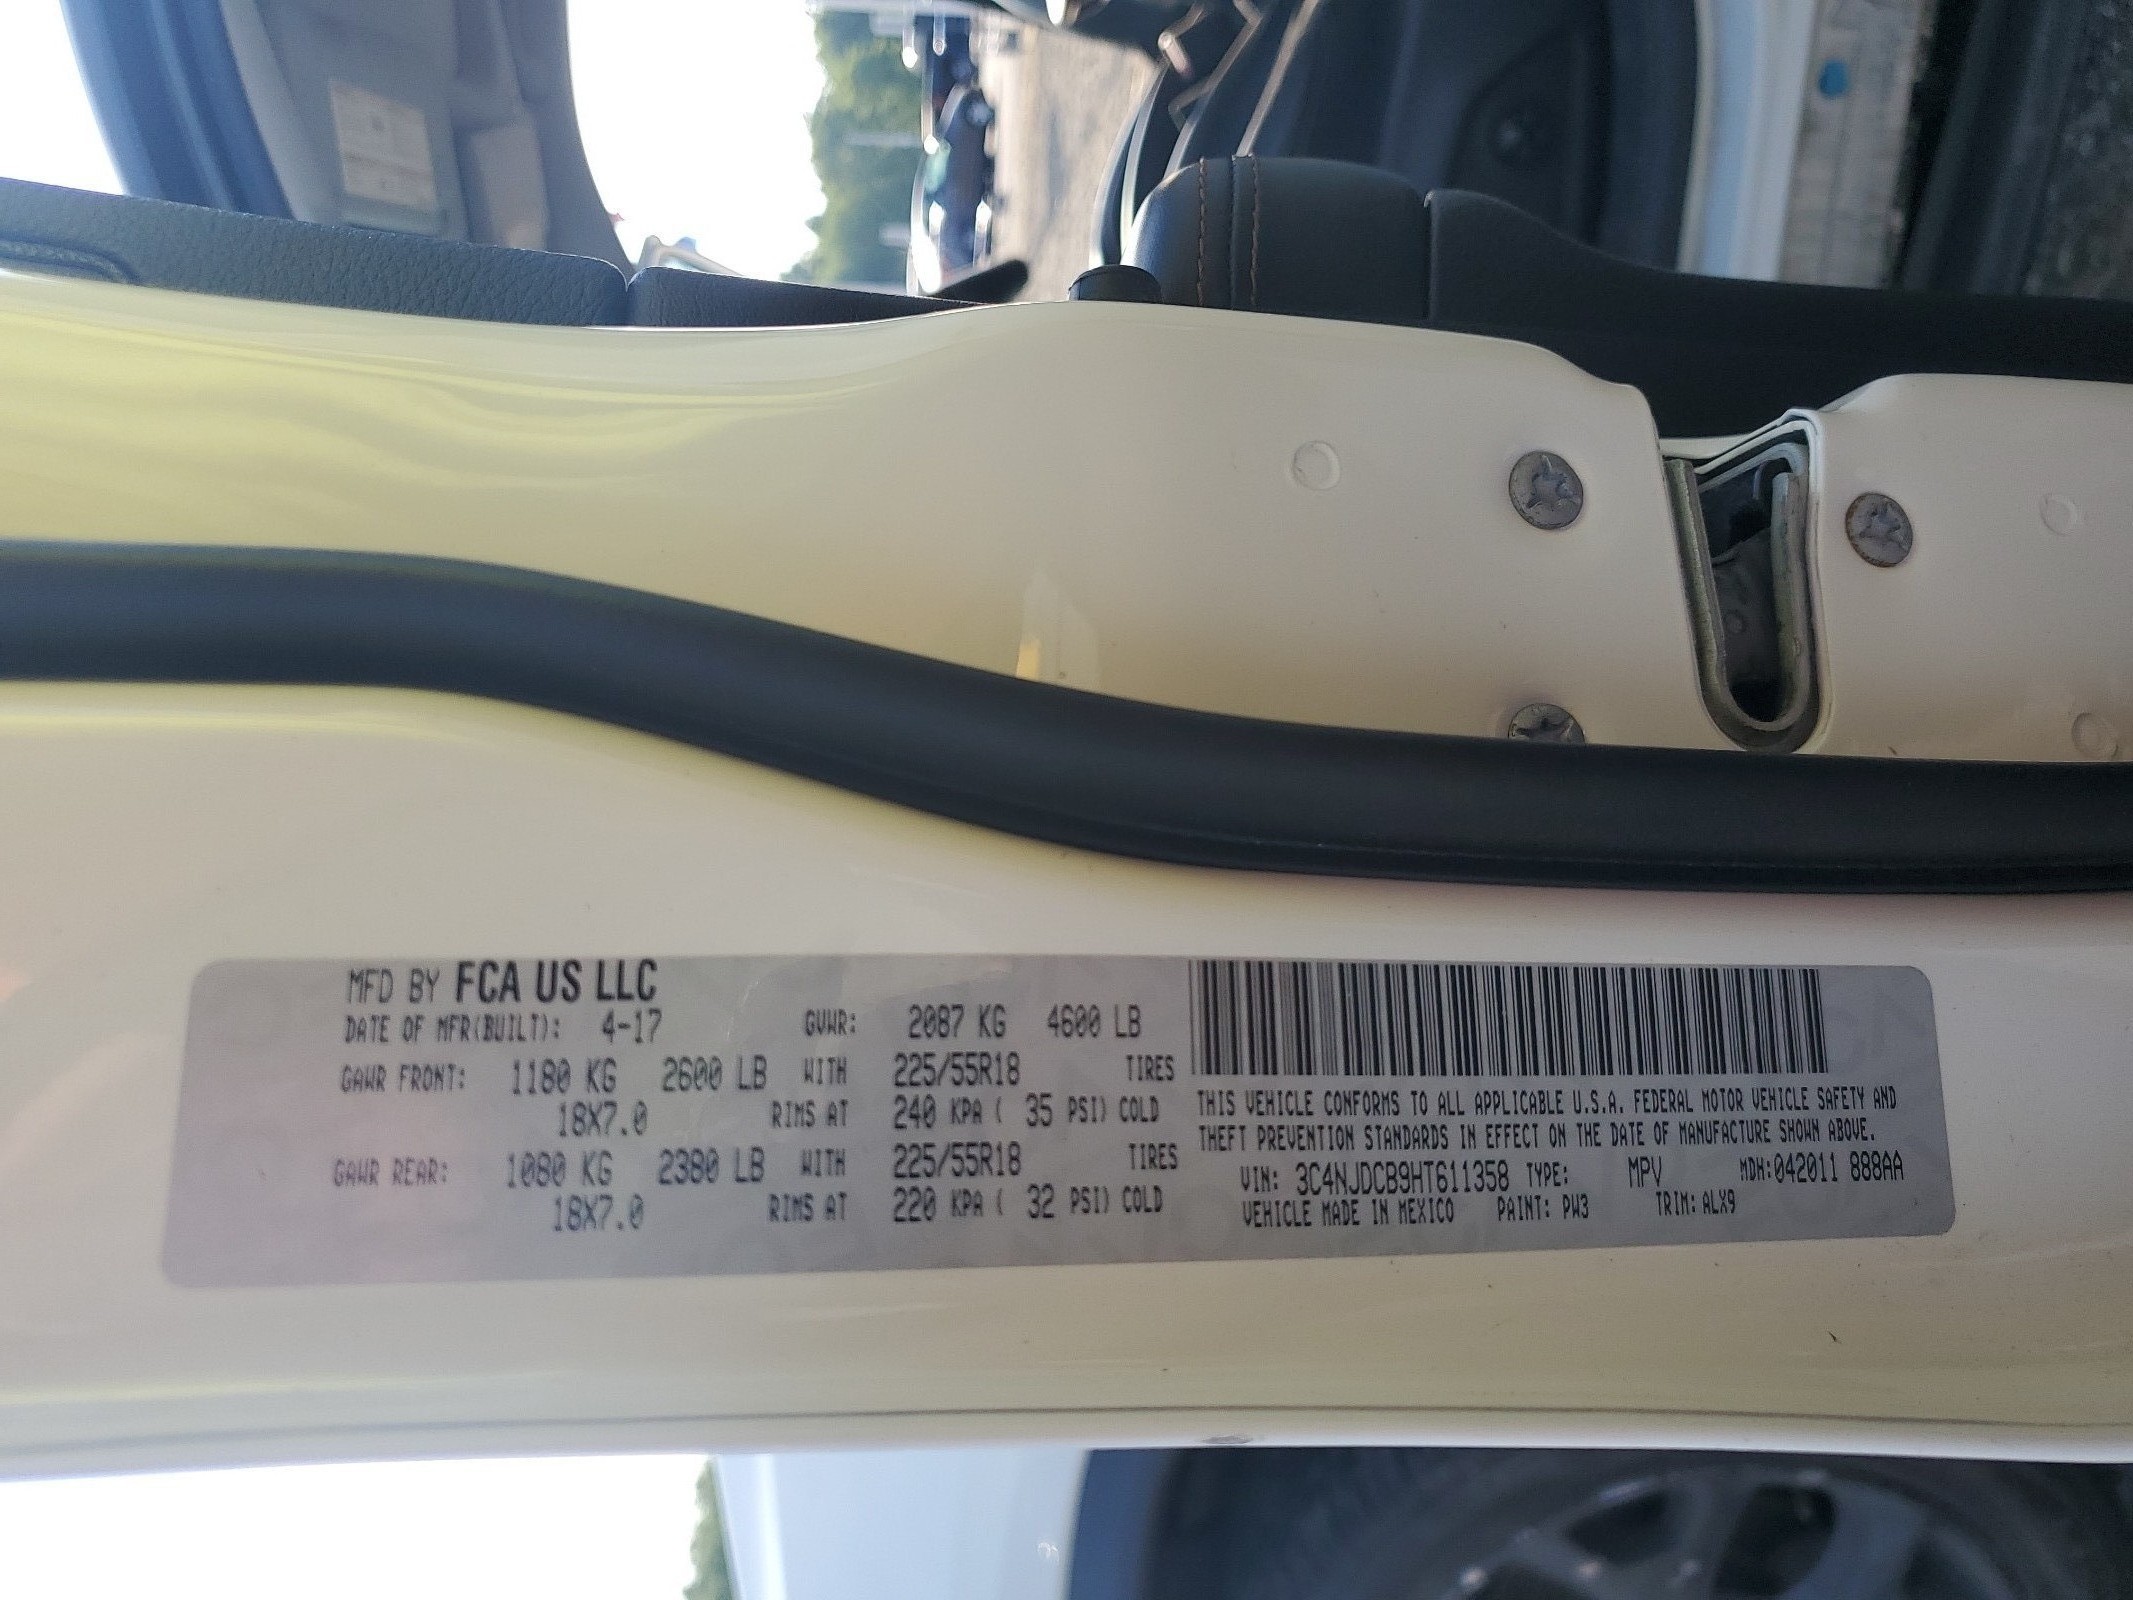 MFD BY FCA US LLC
DATE OF MFR(BUILT): 4-17 GVWR: 2087 KG 4600 LB
GAWR FRONT: 1180 KG 2600 LB WITH 225/55R18 TIRES
18X7.0 RIMS AT 240 KPA ( 35 PSI) COLD
GAWR REAR: 1080 KG 2380 LB WITH 225/55R18 TIRES
18X7.0 RIMS AT 220 KPA ( 32 PSI) COLD
THIS VEHICLE CONFORMS TO ALL APPLICABLE U.S.A. FEDERAL MOTOR VEHICLE SAFETY AND
THEFT PREVENTION STANDARDS IN EFFECT ON THE DATE OF MANUFACTURE SHOWN ABOVE.
VIN: 3C4NJDCB9HT611358 TYPE: MPV MDH:042011 888AA
VEHICLE MADE IN MEXICO PAINT: PW3 TRIM: ALX9